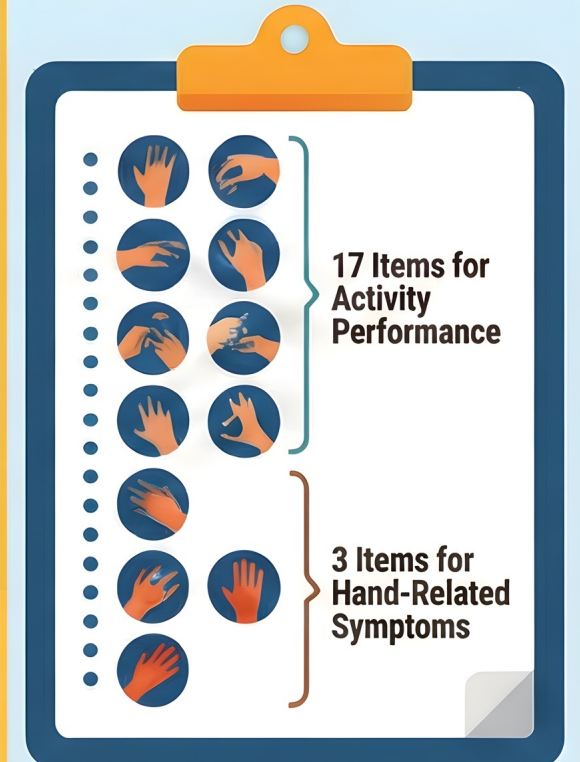 17 Items for
Activity
Performance
3 Items for
Hand-Related
Symptoms